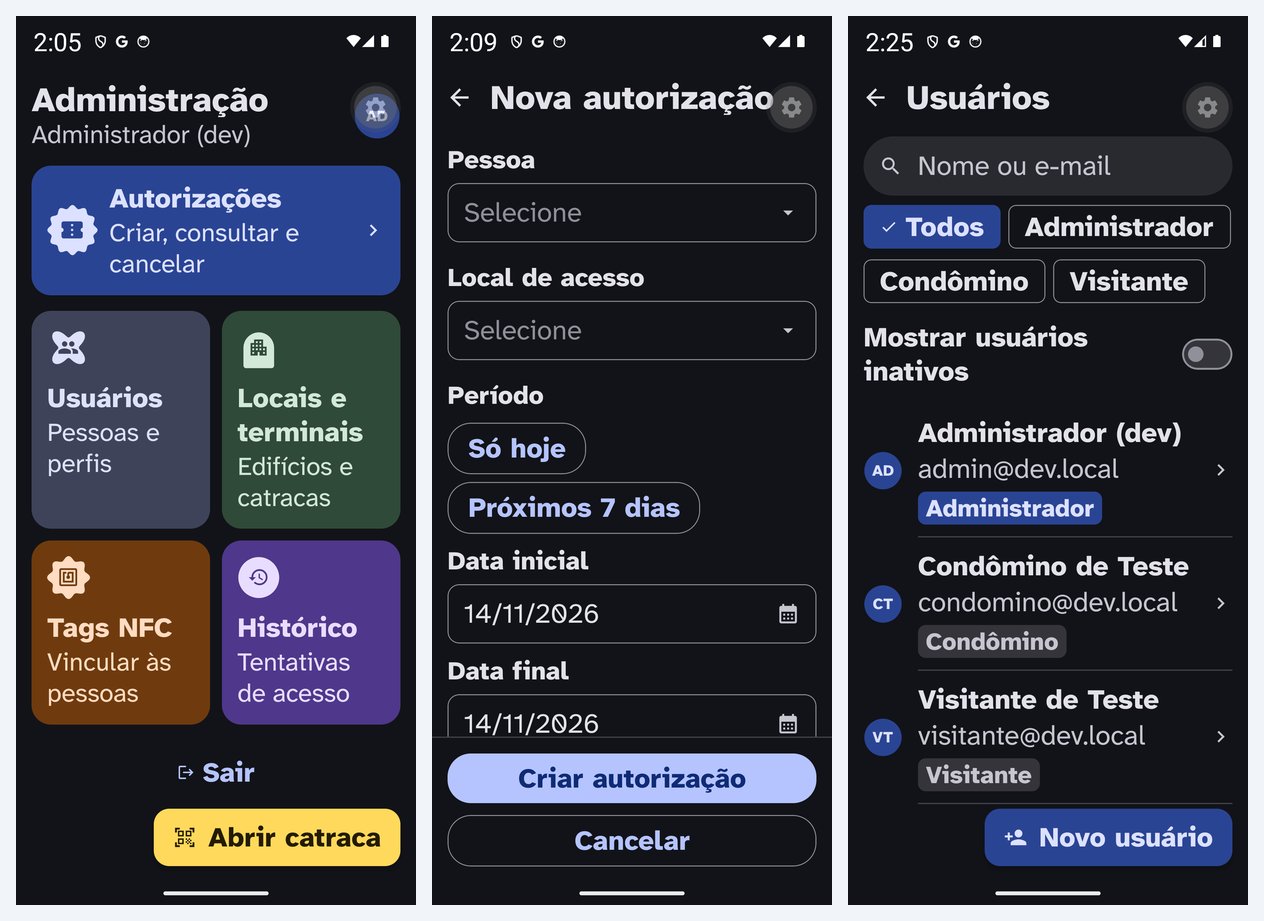 2:05
Administração
Administrador (dev)
AD
Autorizações
Criar, consultar e
cancelar
Usuários
Pessoas e
perfis
Locais e
terminais
Edifícios e
catracas
Tags NFC
Vincular às
pessoas
Histórico
Tentativas
de acesso
Sair
Abrir catraca
2:09
Nova autorização
Pessoa
Selecione
Local de acesso
Selecione
Período
Só hoje
Próximos 7 dias
Data inicial
14/11/2026
Data final
14/11/2026
Criar autorização
Cancelar
2:25
Usuários
Nome ou e-mail
Todos
Administrador
Condômino
Visitante
Mostrar usuários
inativos
Administrador (dev)
AD
admin@dev.local
Administrador
Condômino de Teste
CT
condomino@dev.local
Condômino
Visitante de Teste
VT
visitante@dev.local
Visitante
Novo usuário